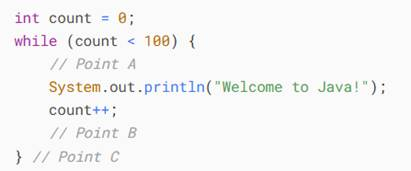 int count = 0;
while (count < 100) {
// Point A
System.out.println("Welcome to Java!");
count++;
// Point B
} // Point C